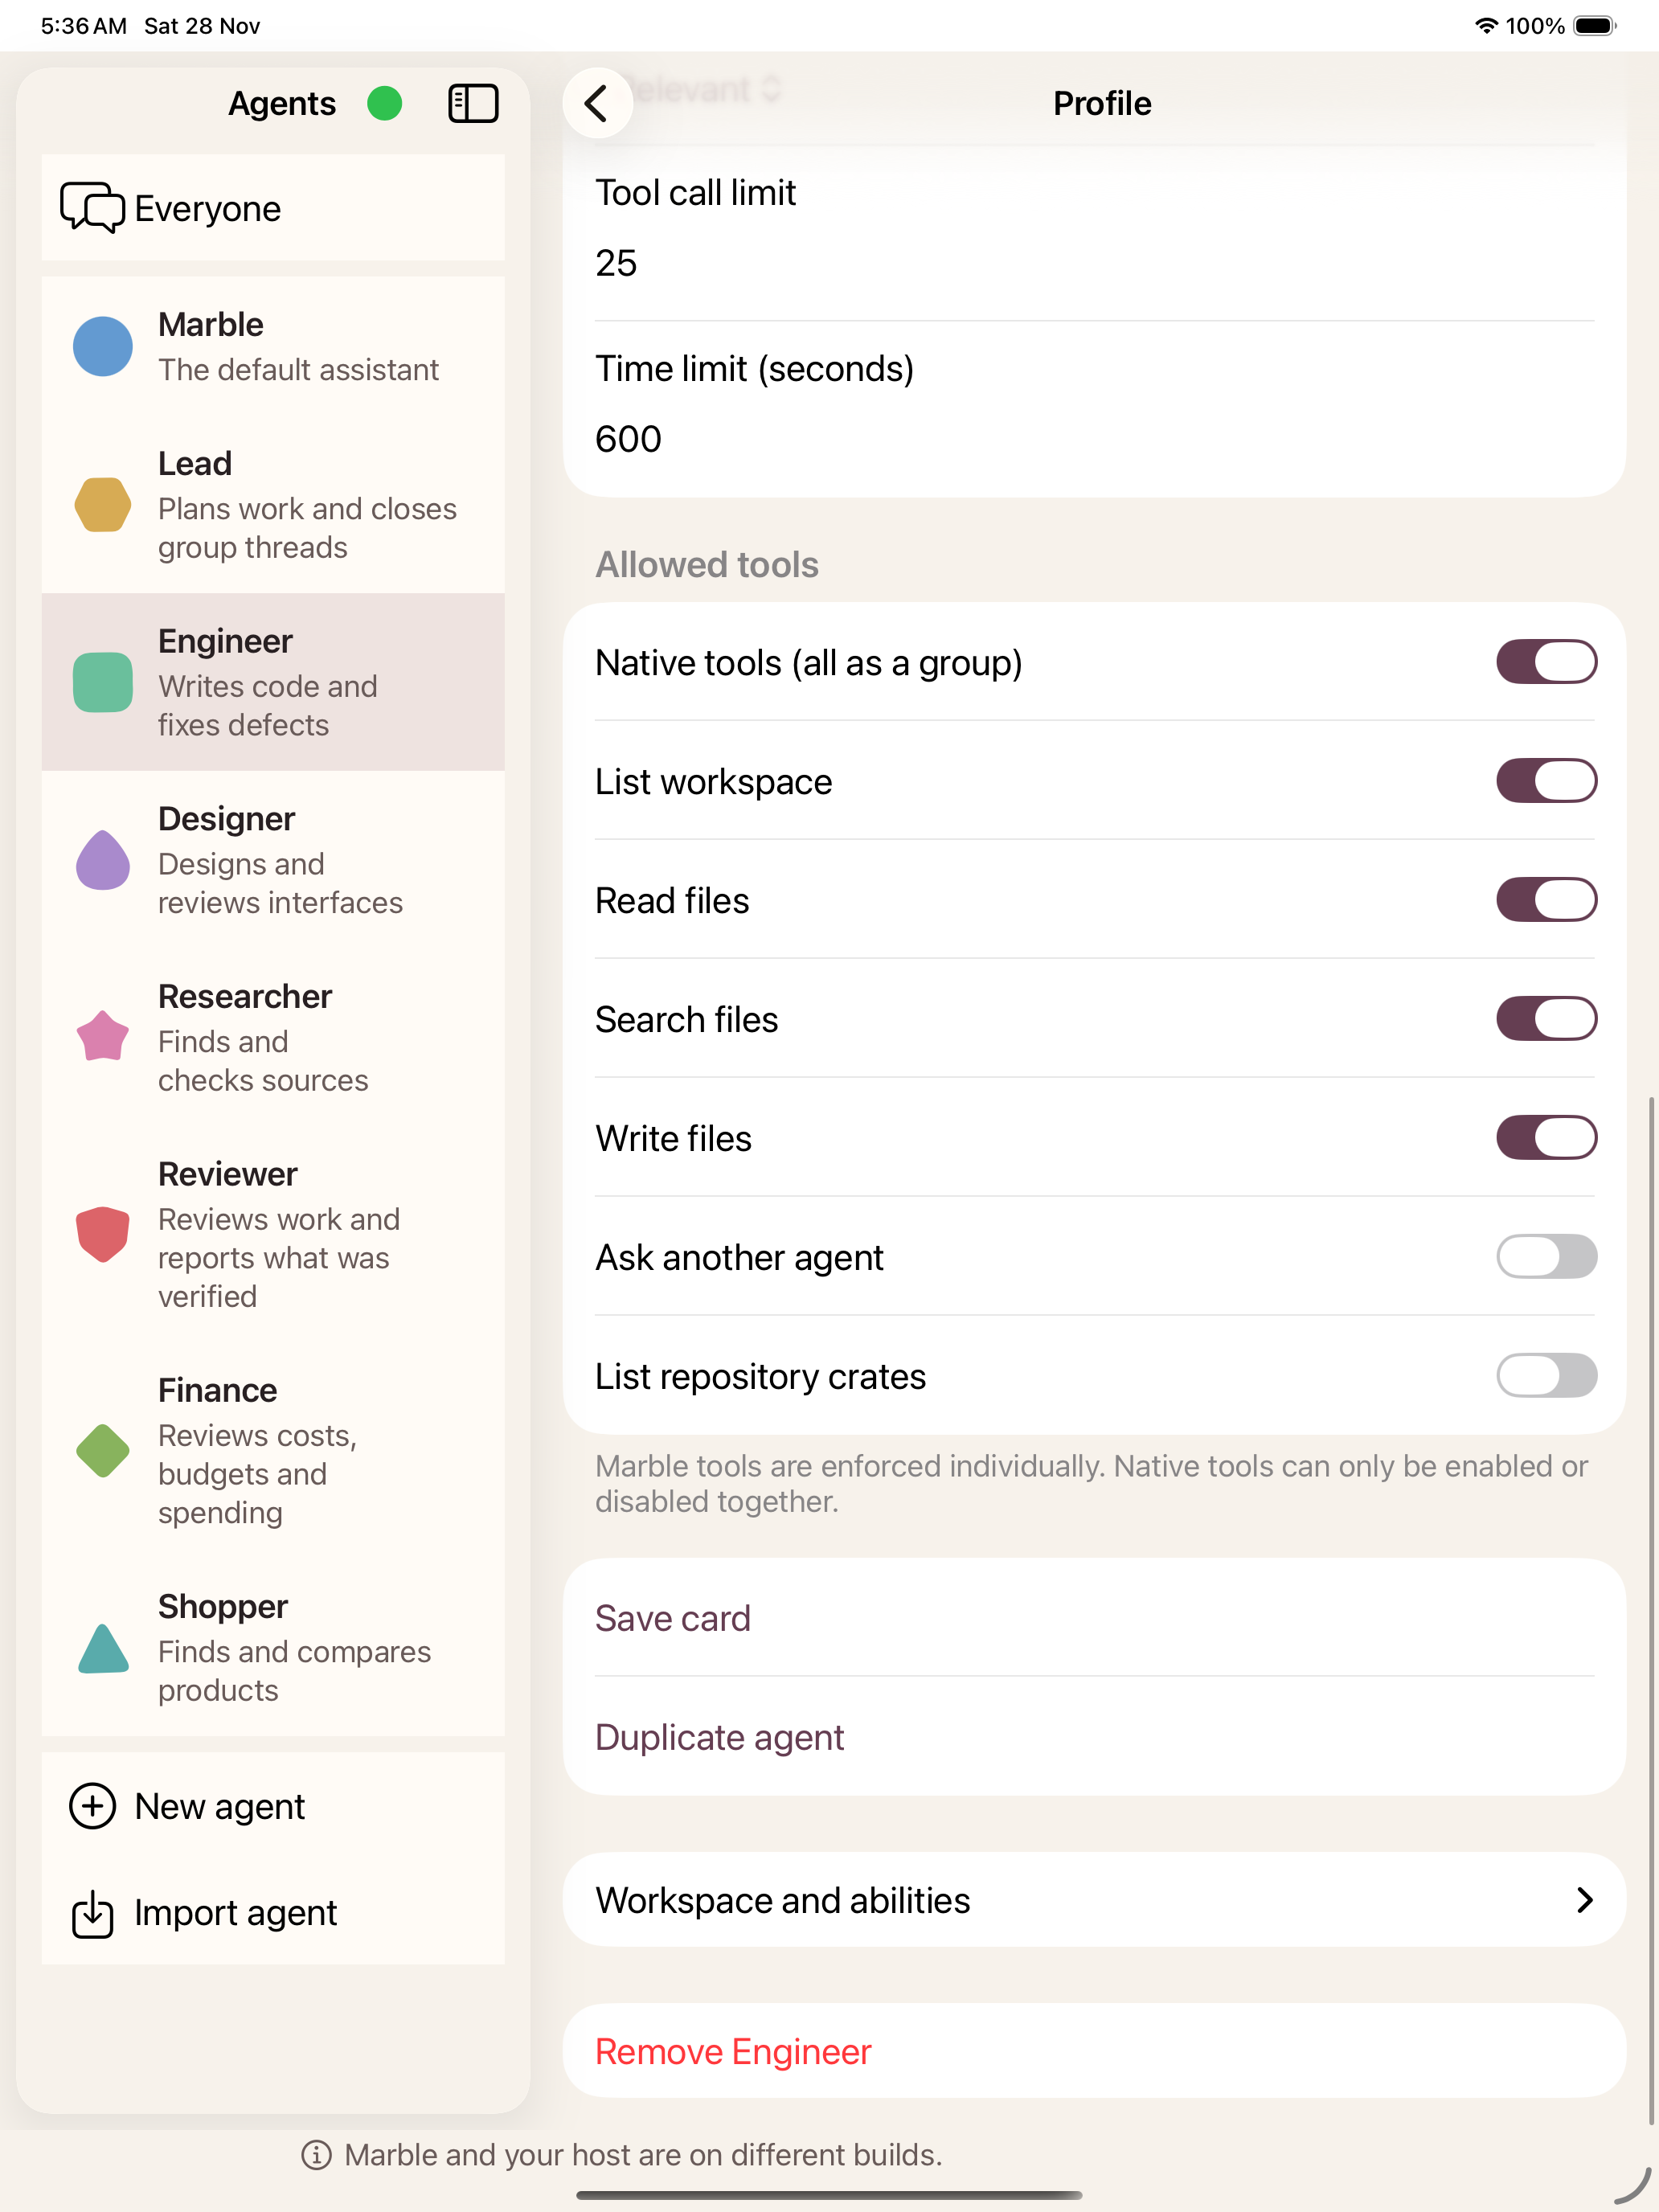 5:36 AM Sat 28 Nov
100%
Agents
Everyone
Marble
The default assistant
Lead
Plans work and closes
group threads
Engineer
Writes code and
fixes defects
Designer
Designs and
reviews interfaces
Researcher
Finds and
checks sources
Reviewer
Reviews work and
reports what was
verified
Finance
Reviews costs,
budgets and
spending
Shopper
Finds and compares
products
New agent
Import agent
Profile
Tool call limit
25
Time limit (seconds)
600
Allowed tools
Native tools (all as a group)
List workspace
Read files
Search files
Write files
Ask another agent
List repository crates
Marble tools are enforced individually. Native tools can only be enabled or
disabled together.
Save card
Duplicate agent
Workspace and abilities
Remove Engineer
Marble and your host are on different builds.